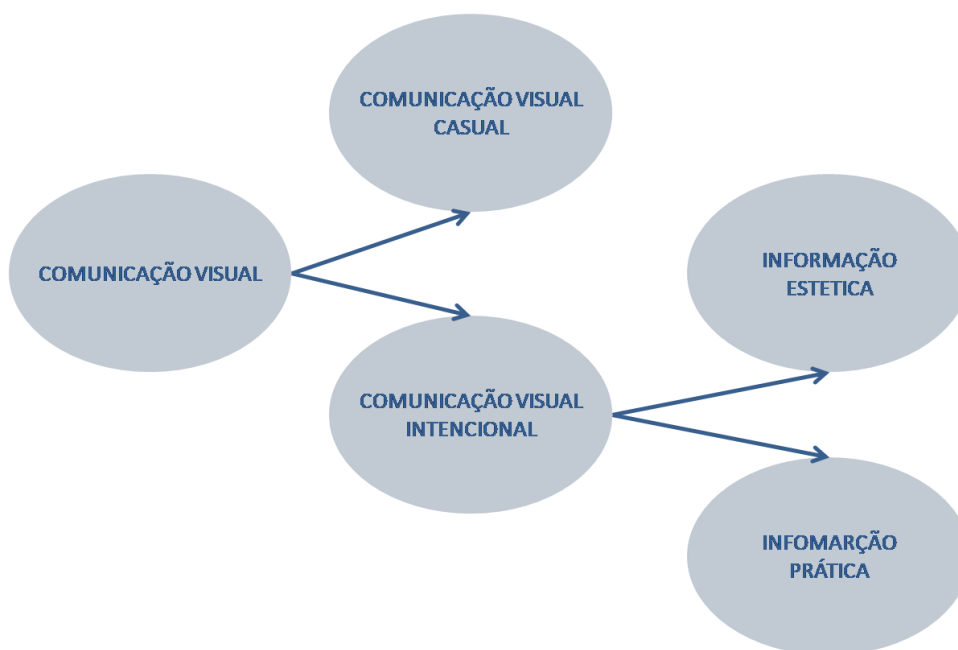 COMUNICAÇÃO VISUAL
CASUAL
COMUNICAÇÃO VISUAL
INFORMAÇÃO
ESTETICA
COMUNICAÇÃO VISUAL
INTENCIONAL
INFOMARÇÃO
PRÁTICA